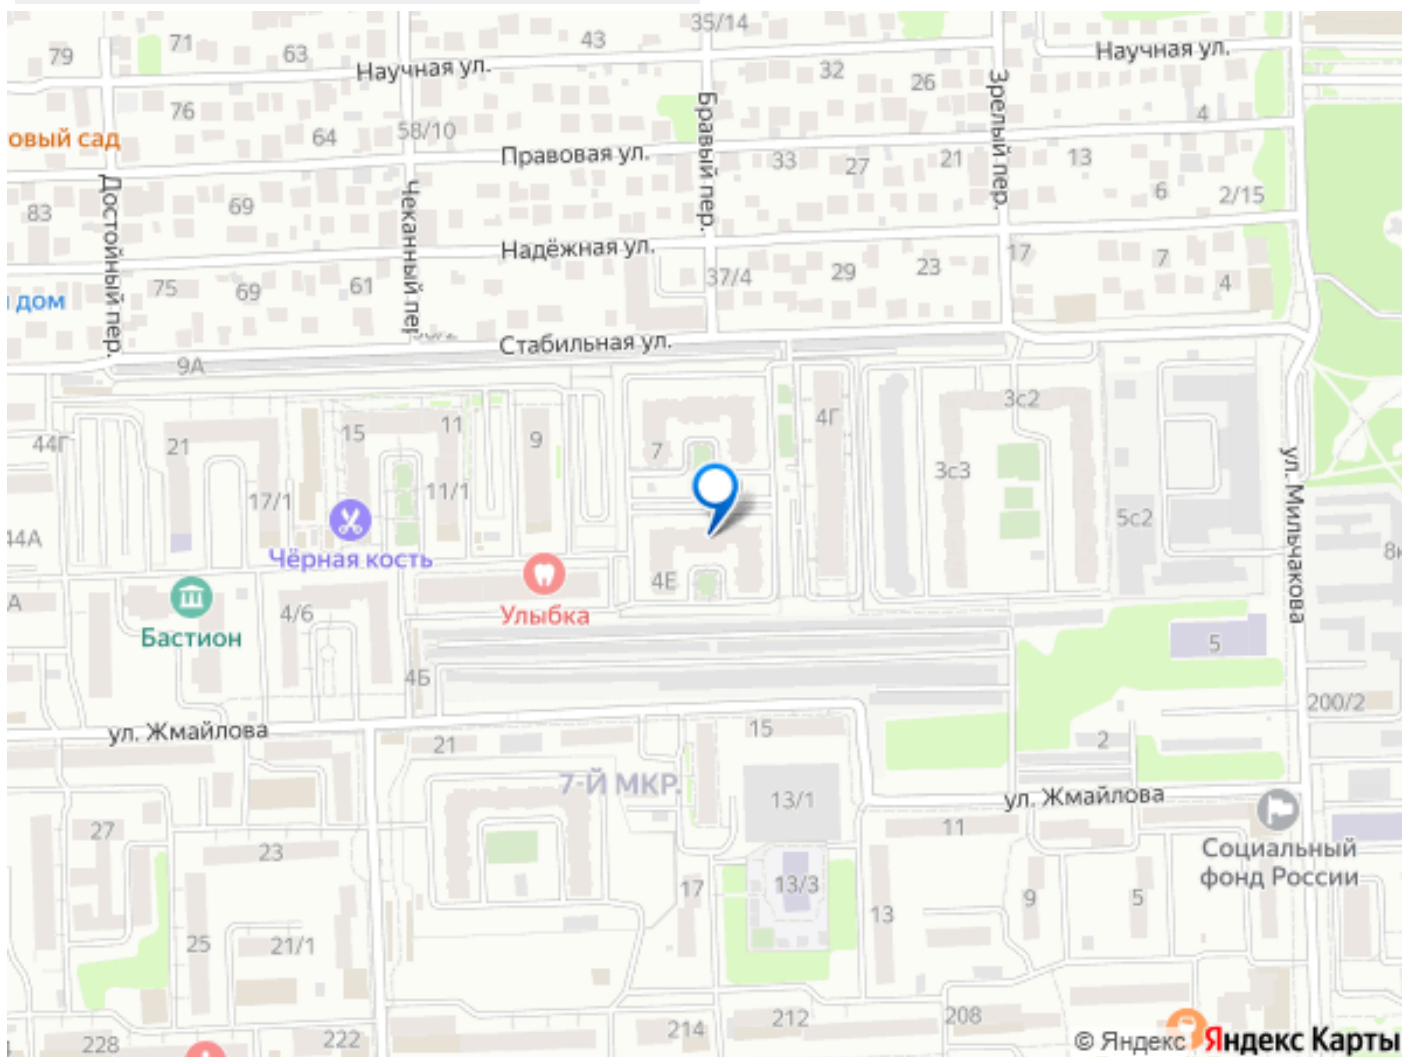 35/14
79
71
63
43
Научная ул.
Научная ул.
32
26
76
64
58/10
Бравый пер.
Зрелый пер.
4
овый сад
Правовая ул.
33
27
21
13
6
2/15
Достойный пер.
Чеканный пер
83
69
Надёжная ул.
37/4
29
23
17
7
4
дом
75
69
61
Стабильная ул.
9А
44Г
21
15
11
9
7
4Г
3с2
3с3
17/1
11/1
5с2
44А
Чёрная кость
ул. Мильчакова
4Е
А
Бастион
4/6
Улыбка
5
4Б
200/2
ул. Жмайлова
21
15
2
7-Й МКР.
13/1
ул. Жмайлова
11
27
23
Социальный
фонд России
17
13/3
13
9
5
25
21/1
228
222
214
212
208
© Яндекс Яндекс Карты